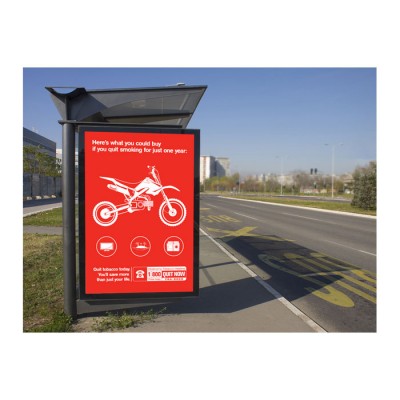 Here's what you could buy
if you quit smoking for just one year:
Quit tobacco today.
You'll save more
than just your life.
1 800 QUIT NOW